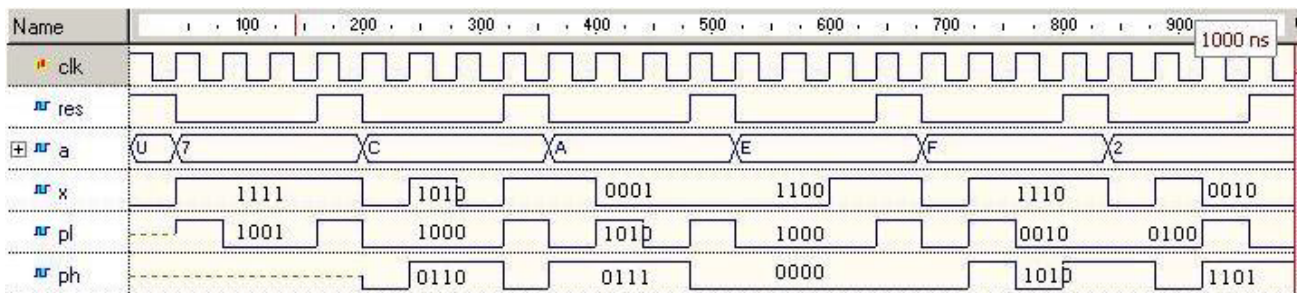 Name 100 200 300 400 500 600 700 800 900
1000 ns
clk
res
a U 7 C A E F 2
x 1111 1010 0001 1100 1110 0010
pl 1001 1000 1010 1000 0010 0100
ph 0110 0111 0000 1010 1101